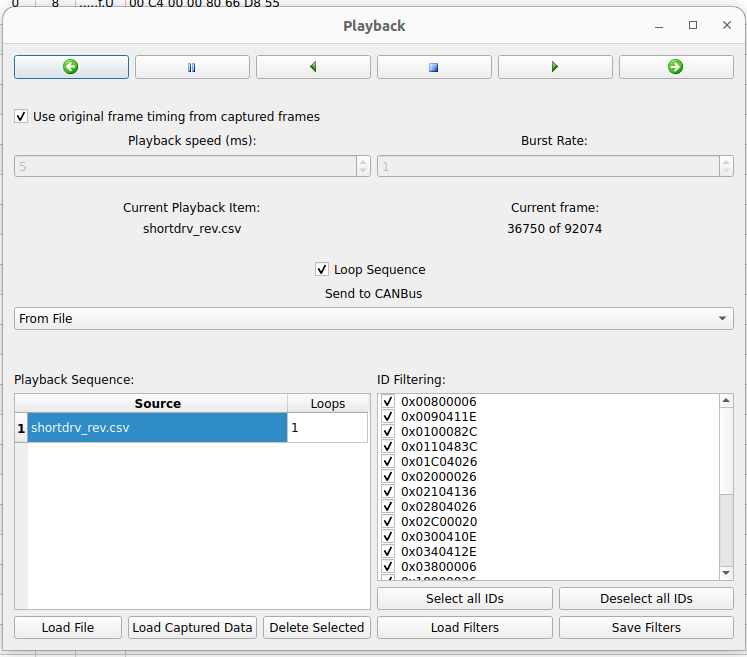 0 8 .....f.U 00 C4 00 00 80 66 D8 55
Playback
Use original frame timing from captured frames
Playback speed (ms): Burst Rate:
5 1
Current Playback Item: Current frame:
shortdrv_rev.csv 36750 of 92074
Loop Sequence
Send to CANBus
From File
Playback Sequence: ID Filtering:
Source Loops
1 shortdrv_rev.csv 1
0x00800006
0x0090411E
0x0100082C
0x0110483C
0x01C04026
0x02000026
0x02104136
0x02804026
0x02C00020
0x0300410E
0x0340412E
0x03800006
Select all IDs Deselect all IDs
Load File Load Captured Data Delete Selected Load Filters Save Filters